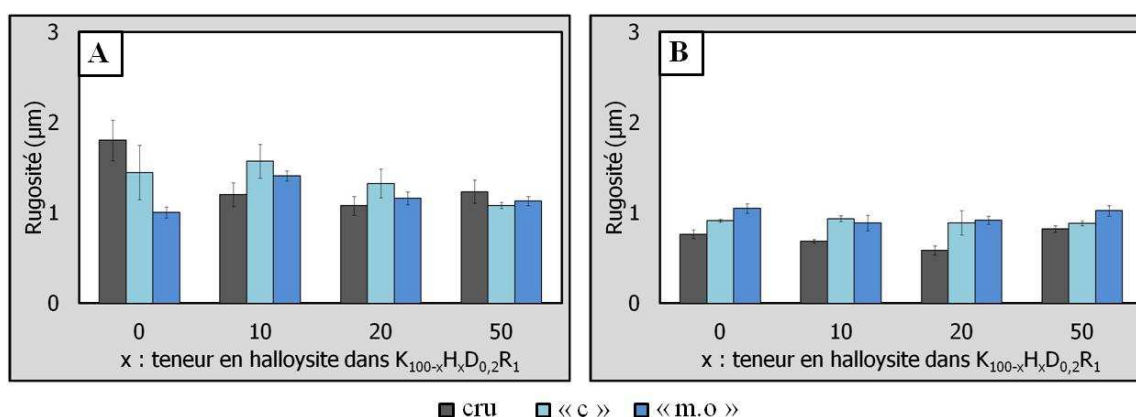 A
Rugosité (µm)
3
2
1
0
0 10 20 50
x : teneur en halloysite dans K₁₀₀₋ₓHₓD₀,₂R₁
B
Rugosité (µm)
3
2
1
0
0 10 20 50
x : teneur en halloysite dans K₁₀₀₋ₓHₓD₀,₂R₁
cru « c » « m.o »